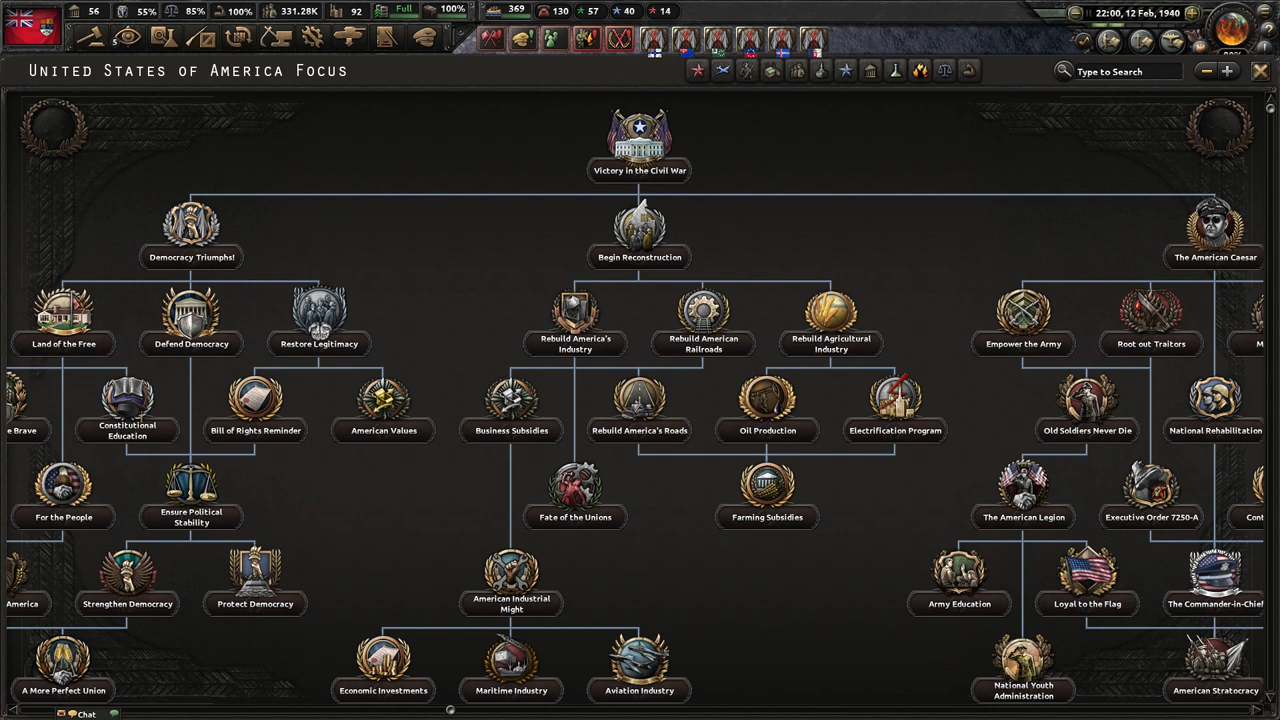 56
55%
85%
100%
331.28K
92
Full
100%
369
130
57
40
14
22:00, 12 Feb, 1940
United States of America Focus
Type to Search
Victory in the Civil War
Democracy Triumphs!
Begin Reconstruction
The American Caesar
Land of the Free
Defend Democracy
Restore Legitimacy
Rebuild America's
Industry
Rebuild American
Railroads
Rebuild Agricultural
Industry
Empower the Army
Root out Traitors
M
e Brave
Constitutional
Education
Bill of Rights Reminder
American Values
Business Subsidies
Rebuild America's Roads
Oil Production
Electrification Program
Old Soldiers Never Die
National Rehabilitation
For the People
Ensure Political
Stability
Fate of the Unions
Farming Subsidies
The American Legion
Executive Order 7250-A
Cont
America
Strengthen Democracy
Protect Democracy
American Industrial
Might
Army Education
Loyal to the Flag
The Commander-in-Chief
A More Perfect Union
Economic Investments
Maritime Industry
Aviation Industry
National Youth
Administration
American Stratocracy
Chat